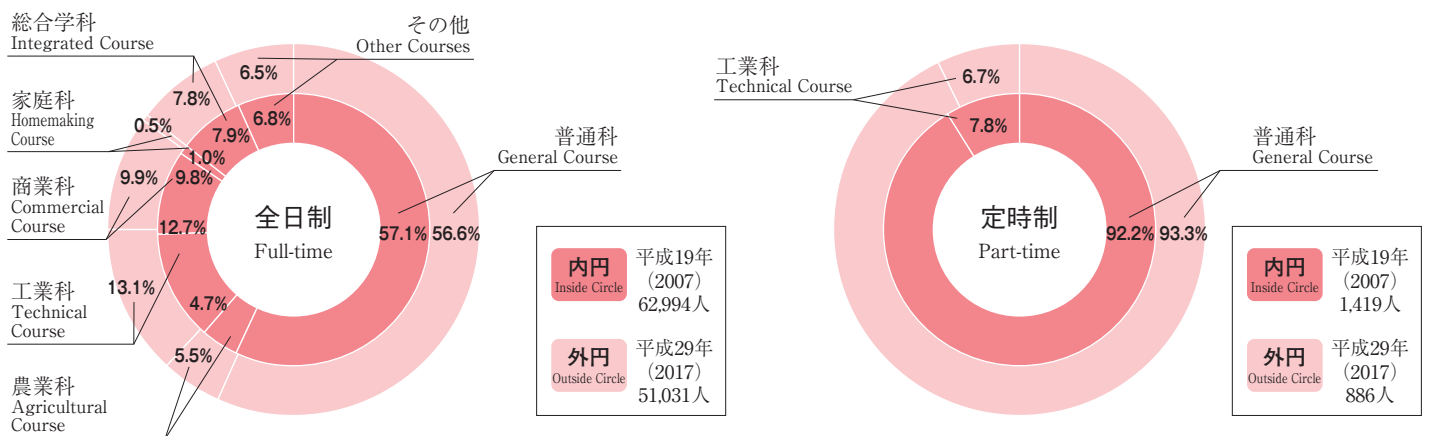 総合学科
Integrated Course
その他
Other Courses
6.5%
7.8%
6.8%
7.9%
家庭科
Homemaking
Course
0.5%
1.0%
普通科
General Course
商業科
Commercial
Course
9.9%
9.8%
全日制
Full-time
12.7%
57.1%
56.6%
工業科
Technical
Course
13.1%
4.7%
5.5%
農業科
Agricultural
Course
内円
Inside Circle
平成19年
(2007)
62,994人
外円
Outside Circle
平成29年
(2017)
51,031人
工業科
Technical Course
6.7%
7.8%
普通科
General Course
定時制
Part-time
92.2%
93.3%
内円
Inside Circle
平成19年
(2007)
1,419人
外円
Outside Circle
平成29年
(2017)
886人